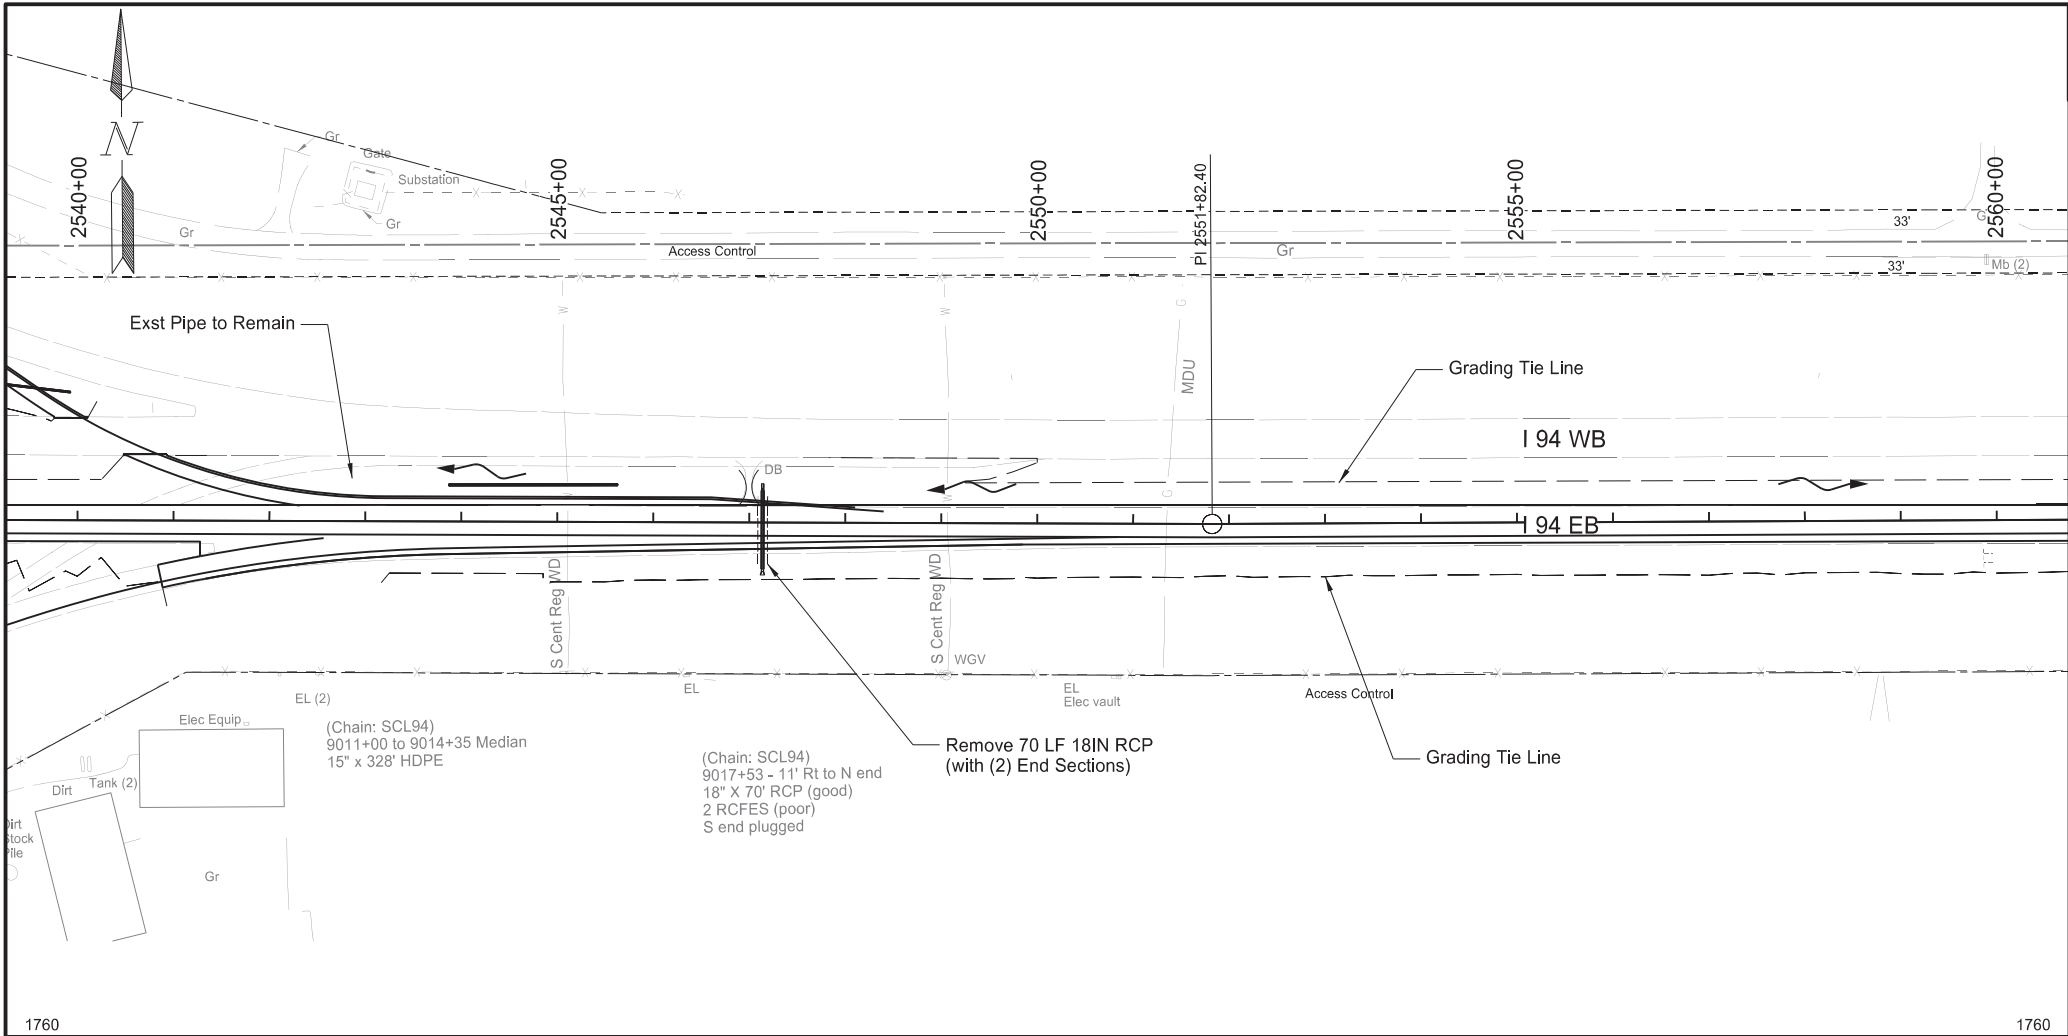 N
Gr
Gate
Substation
Gr
2540+00
2545+00
2550+00
PI 2551+82.40
2555+00
2560+00
Gr
Access Control
Gr
33'
33'
G
Mb (2)
W
W
G
Exst Pipe to Remain
MDU
Grading Tie Line
I 94 WB
DB
W
G
I 94 EB
S Cent Reg WD
S Cent Reg WD
WGV
EL (2)
EL
EL
Elec vault
Access Control
Elec Equip
(Chain: SCL94)
9011+00 to 9014+35 Median
15" x 328' HDPE
(Chain: SCL94)
9017+53 - 11' Rt to N end
18" X 70' RCP (good)
2 RCFES (poor)
S end plugged
Remove 70 LF 18IN RCP
(with (2) End Sections)
Grading Tie Line
Tank (2)
Dirt
Dirt
Stock
Pile
Gr
1760
1760